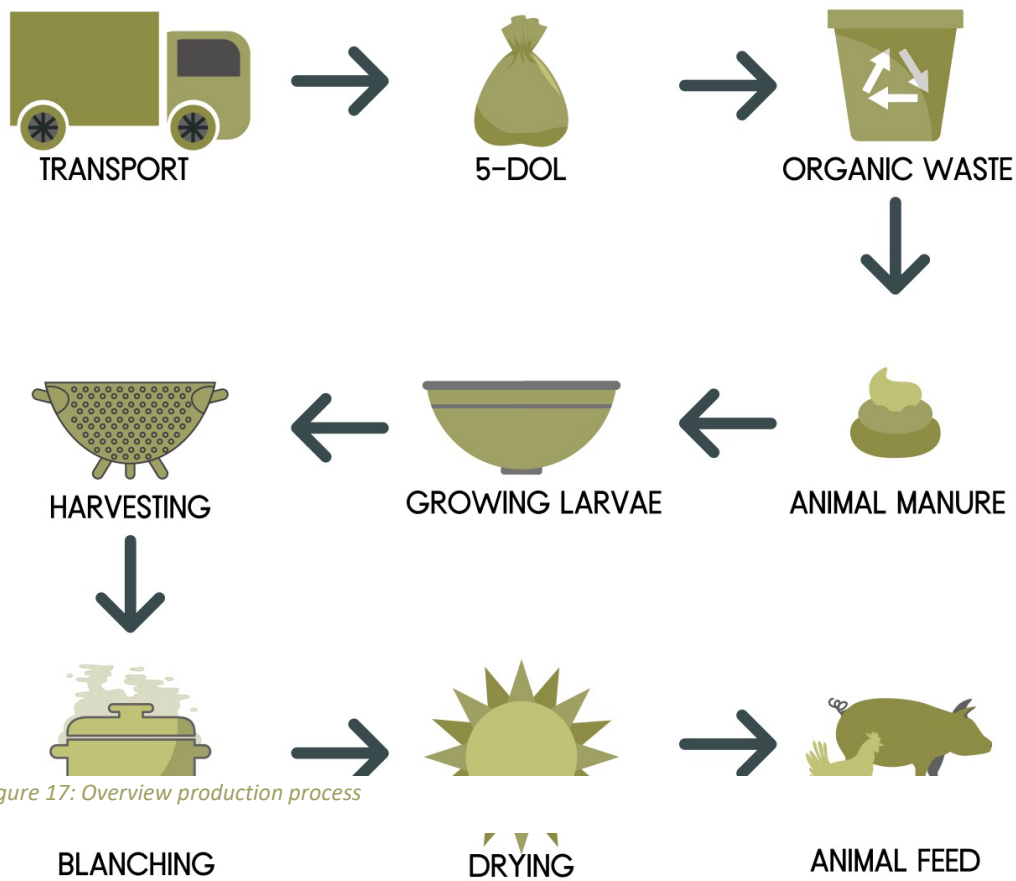 TRANSPORT
5-DOL
ORGANIC WASTE
HARVESTING
GROWING LARVAE
ANIMAL MANURE
gure 17: Overview production process
BLANCHING
DRYING
ANIMAL FEED